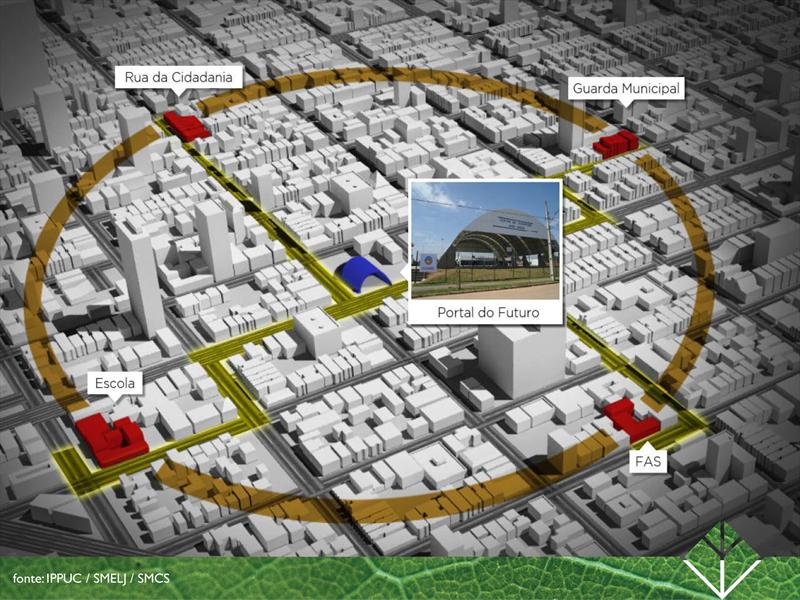 Rua da Cidadania
Guarda Municipal
Portal do Futuro
Escola
FAS
fonte: IPPUC / SMELJ / SMCS